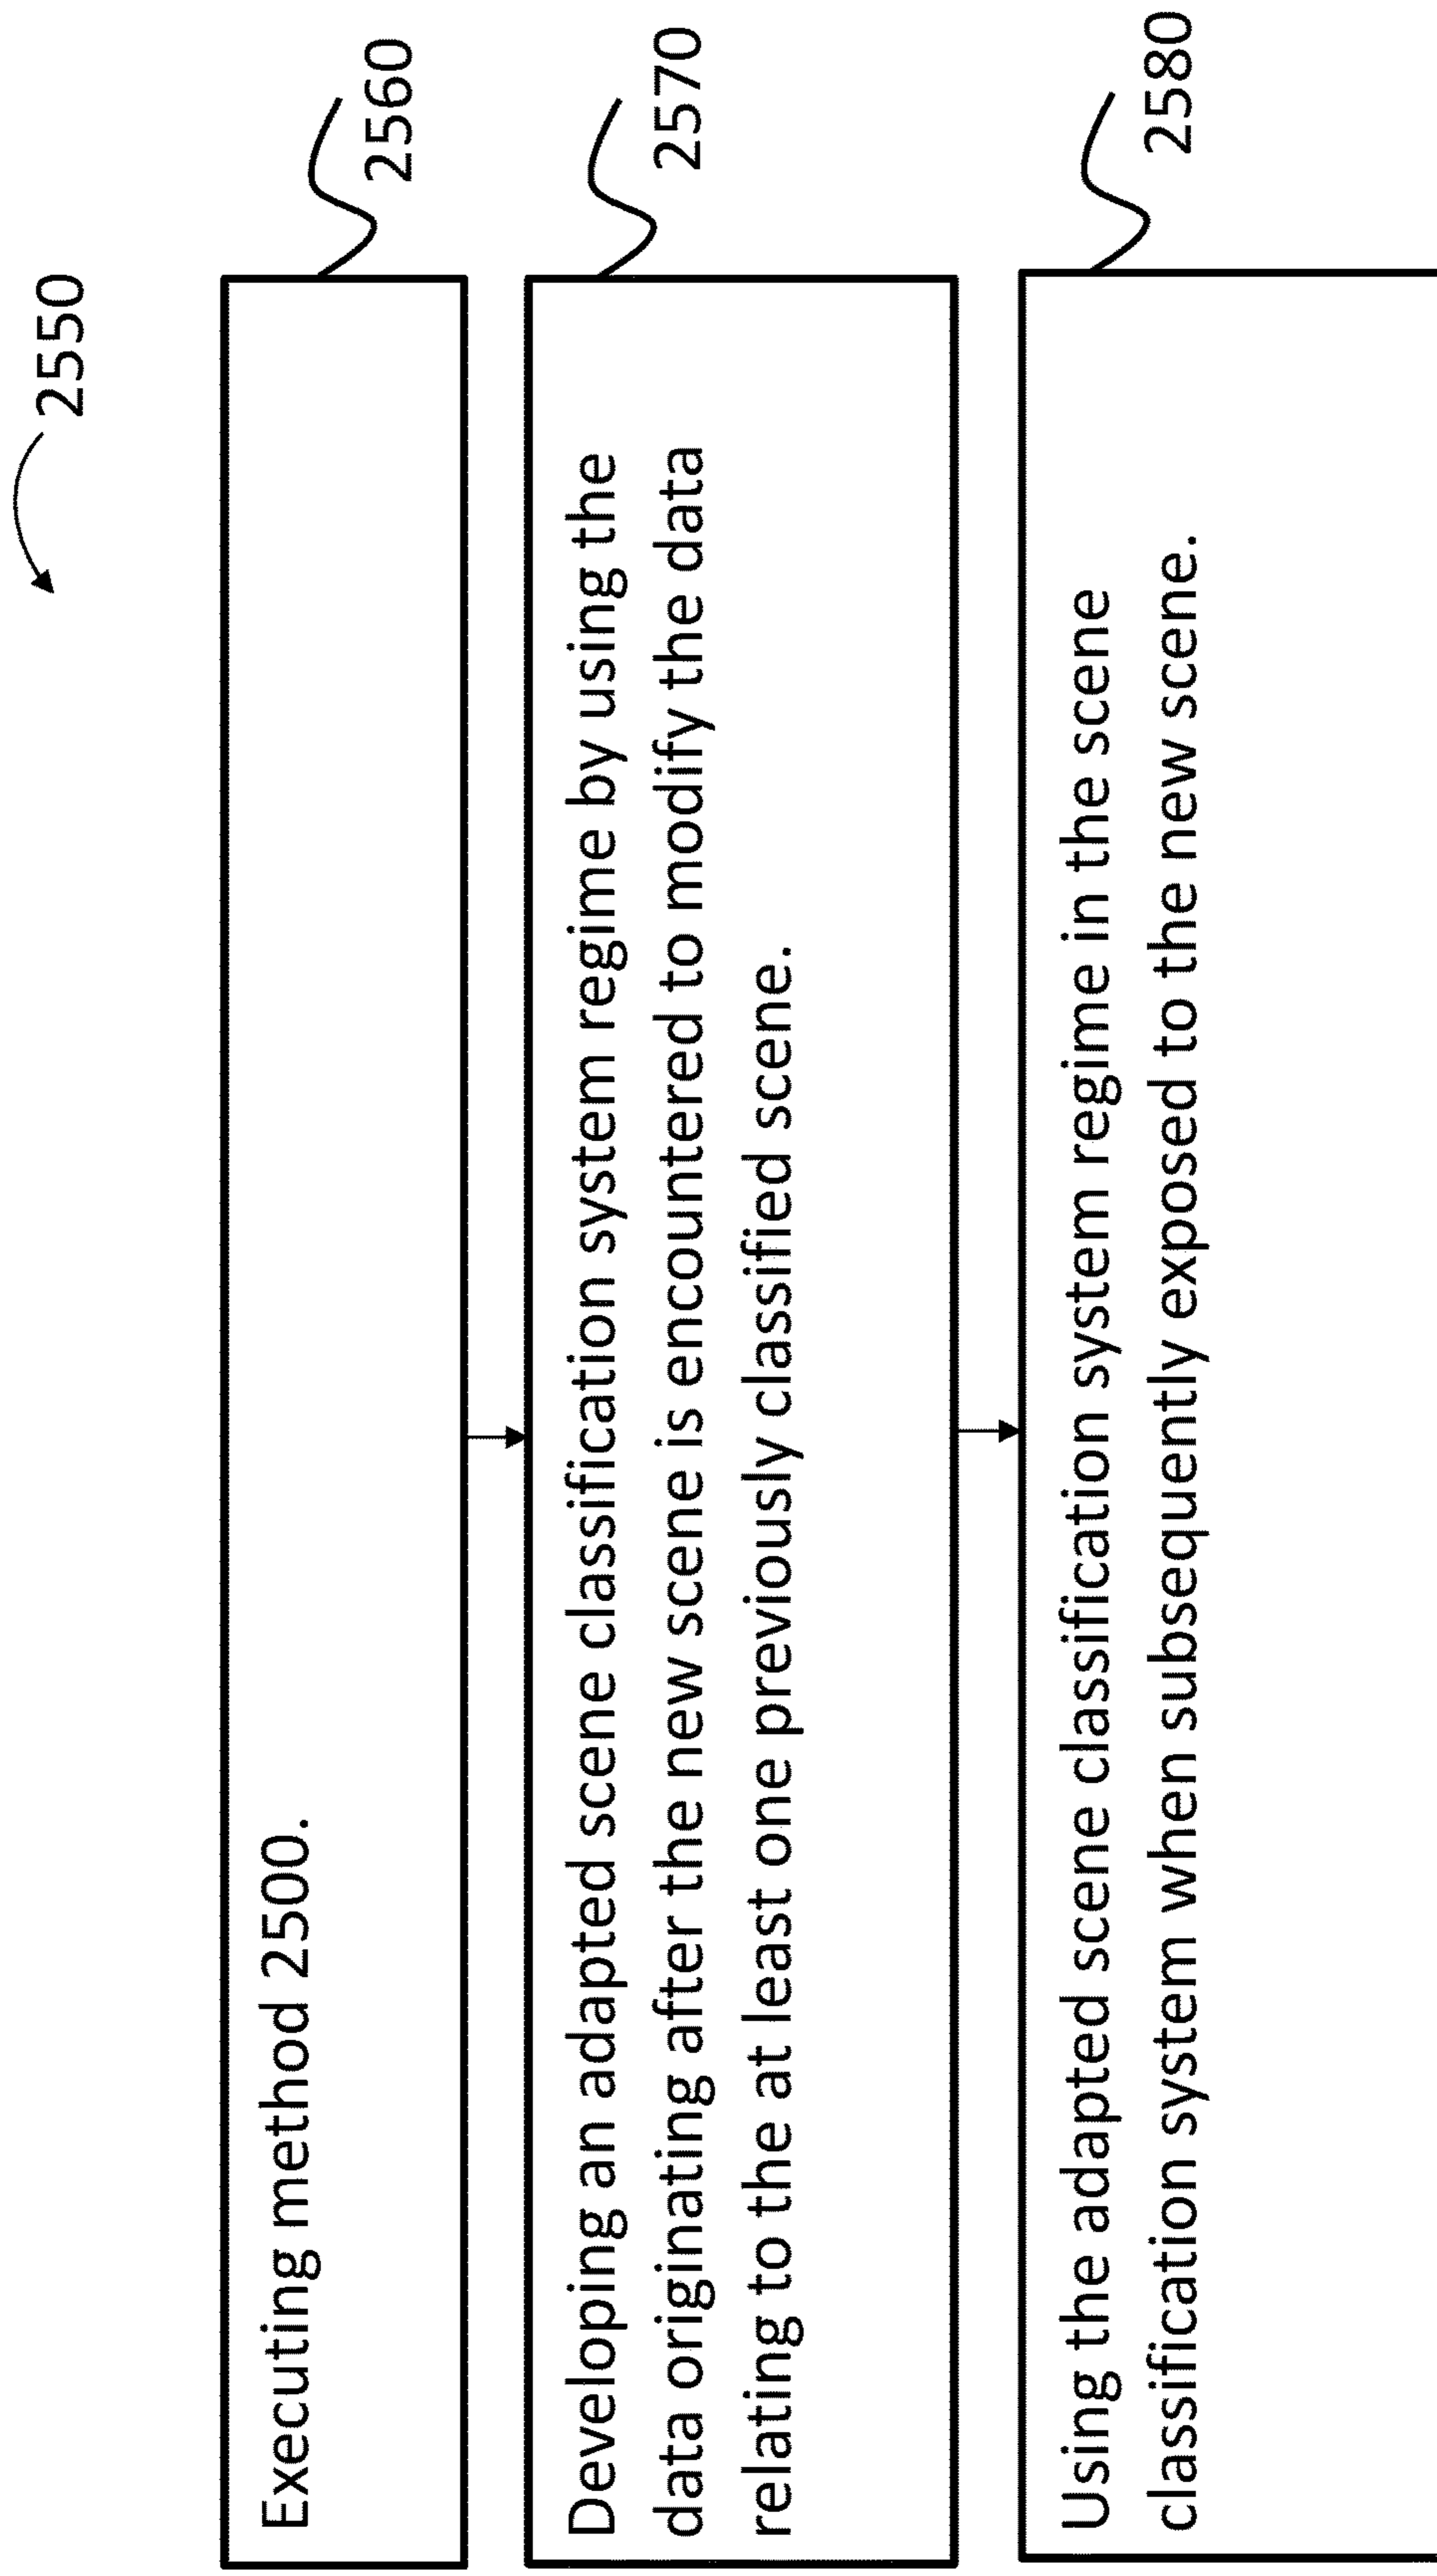 2550
Executing method 2500.
2560
Developing an adapted scene classification system regime by using the
data originating after the new scene is encountered to modify the data
relating to the at least one previously classified scene.
2570
Using the adapted scene classification system regime in the scene
classification system when subsequently exposed to the new scene.
2580